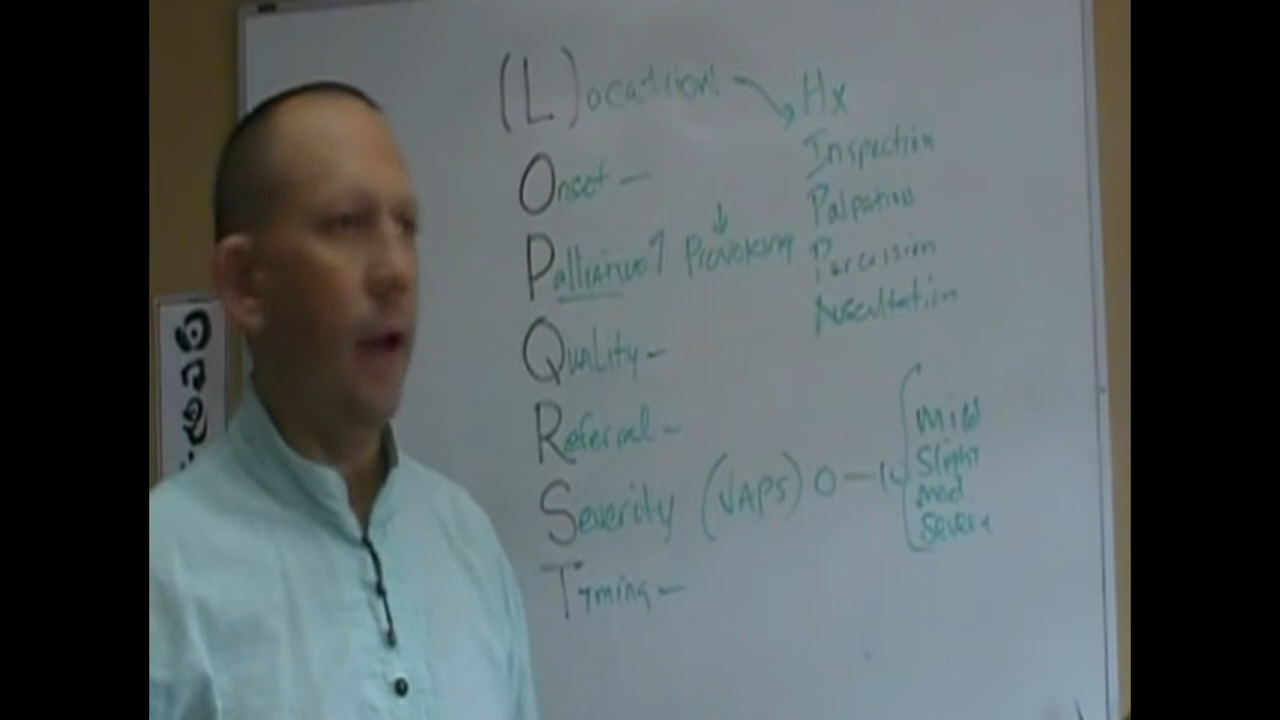 (L)ocation → Hx
Inspection
Onset –
Palpation
Palliative? Provoking
Percussion
Auscultation
Quality –
Referral –
Mild
Slight
Mod.
Severe
Severity (VAPS) 0 – 10
Tyming –